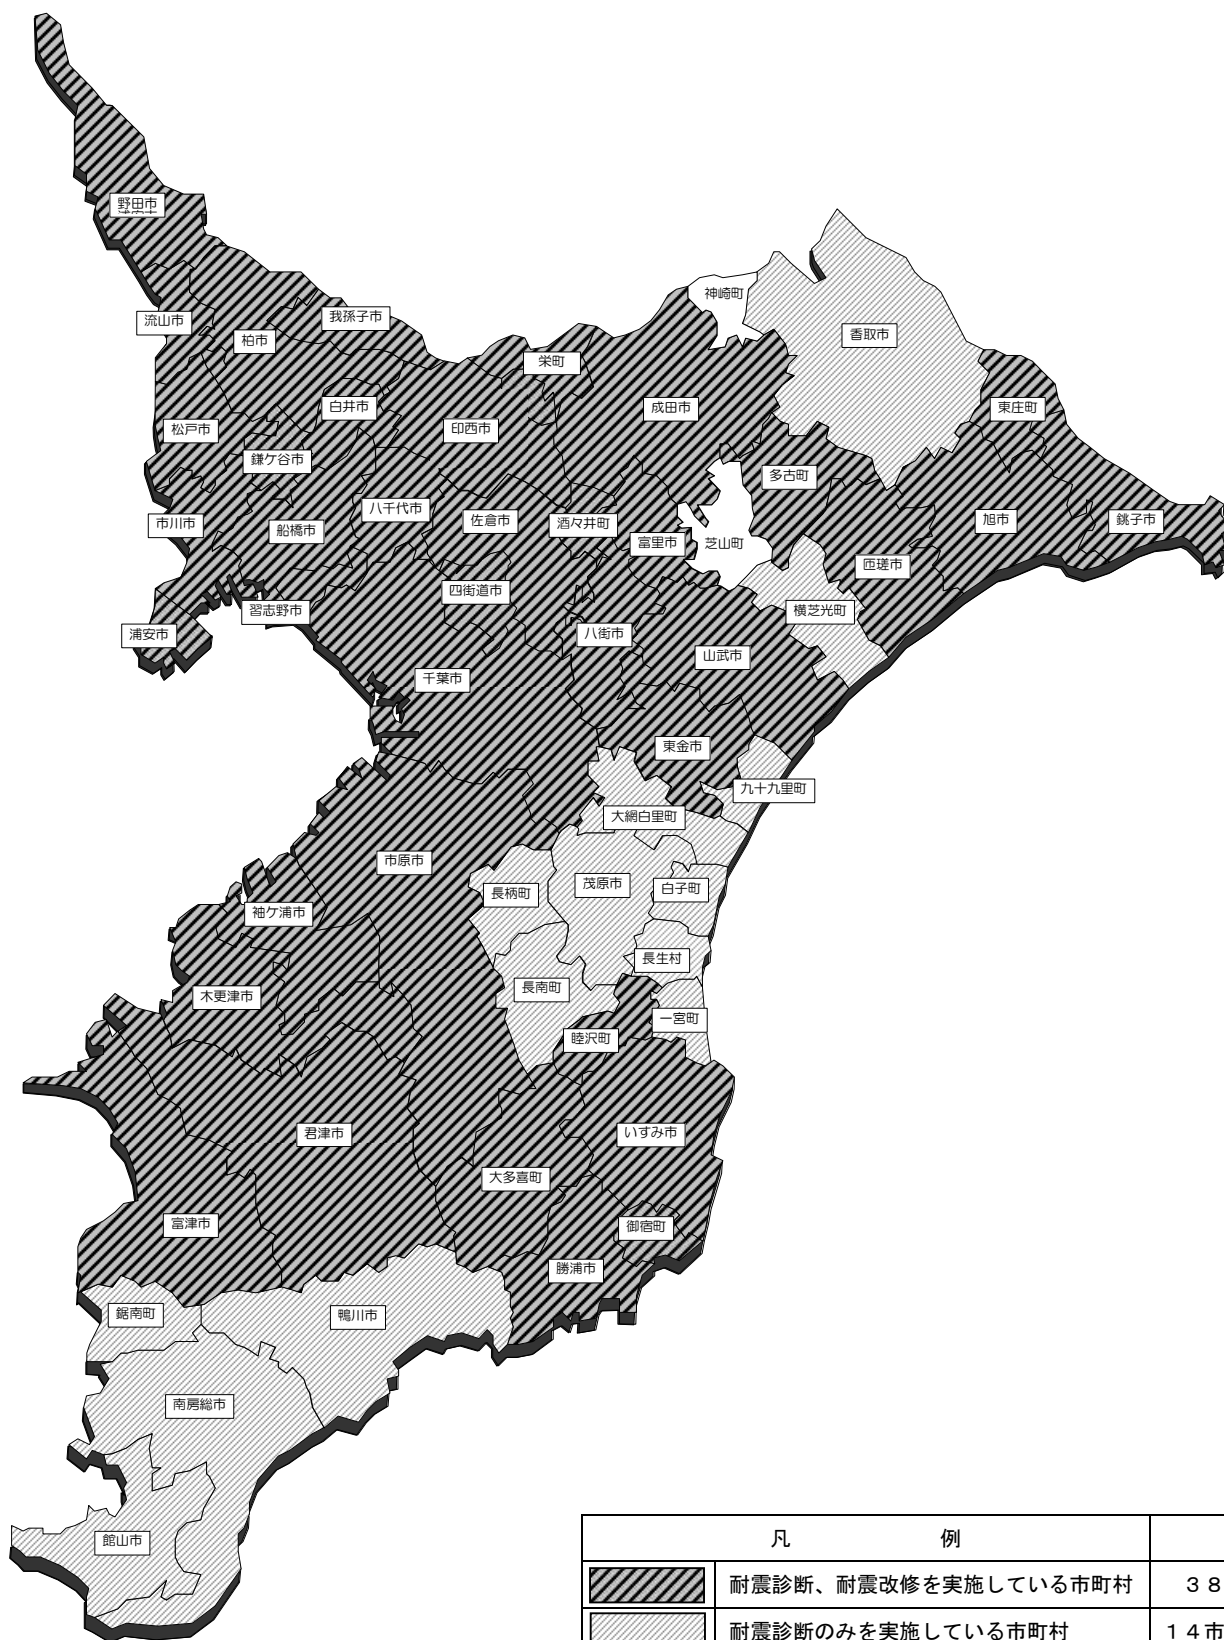 野田市
神崎町
流山市
我孫子市
香取市
柏市
栄町
白井市
成田市
東庄町
松戸市
印西市
鎌ケ谷市
多古町
八千代市
市川市
船橋市
佐倉市
酒々井町
旭市
銚子市
富里市
芝山町
匝瑳市
四街道市
習志野市
横芝光町
浦安市
八街市
山武市
千葉市
東金市
九十九里町
大網白里町
市原市
長柄町
茂原市
白子町
袖ケ浦市
長生村
木更津市
長南町
一宮町
睦沢町
君津市
いすみ市
大多喜町
富津市
御宿町
勝浦市
鋸南町
鴨川市
南房総市
館山市
凡 例
耐震診断、耐震改修を実施している市町村 ３８
耐震診断のみを実施している市町村 １４市